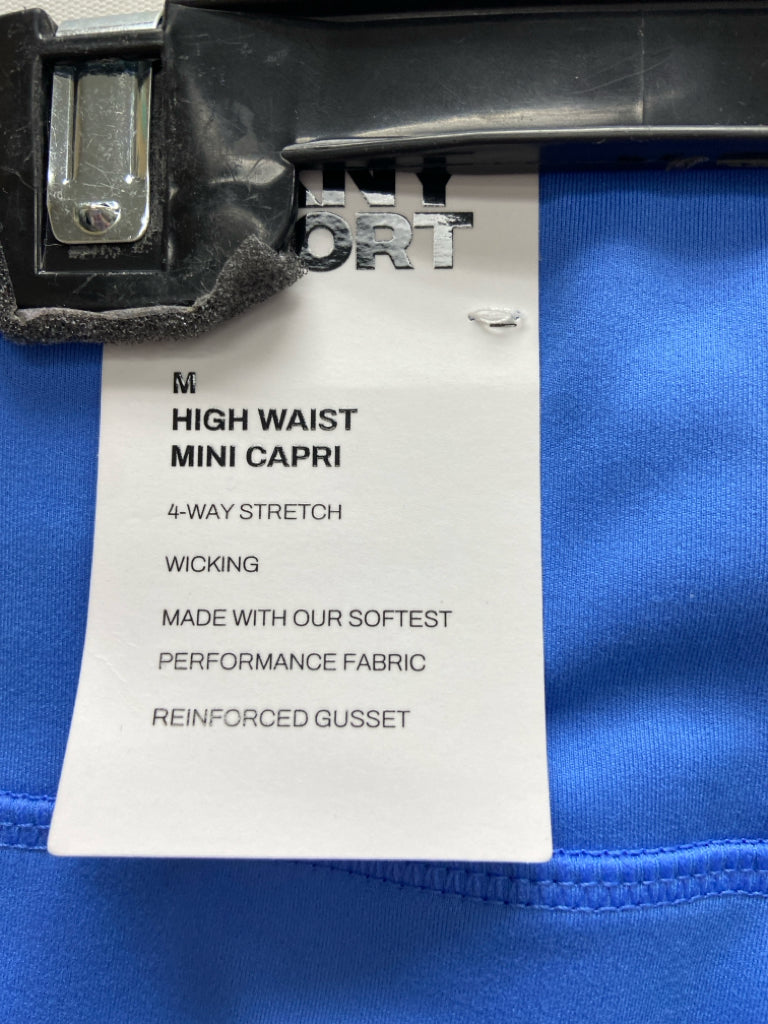 M
HIGH WAIST
MINI CAPRI
4-WAY STRETCH
WICKING
MADE WITH OUR SOFTEST
PERFORMANCE FABRIC
REINFORCED GUSSET